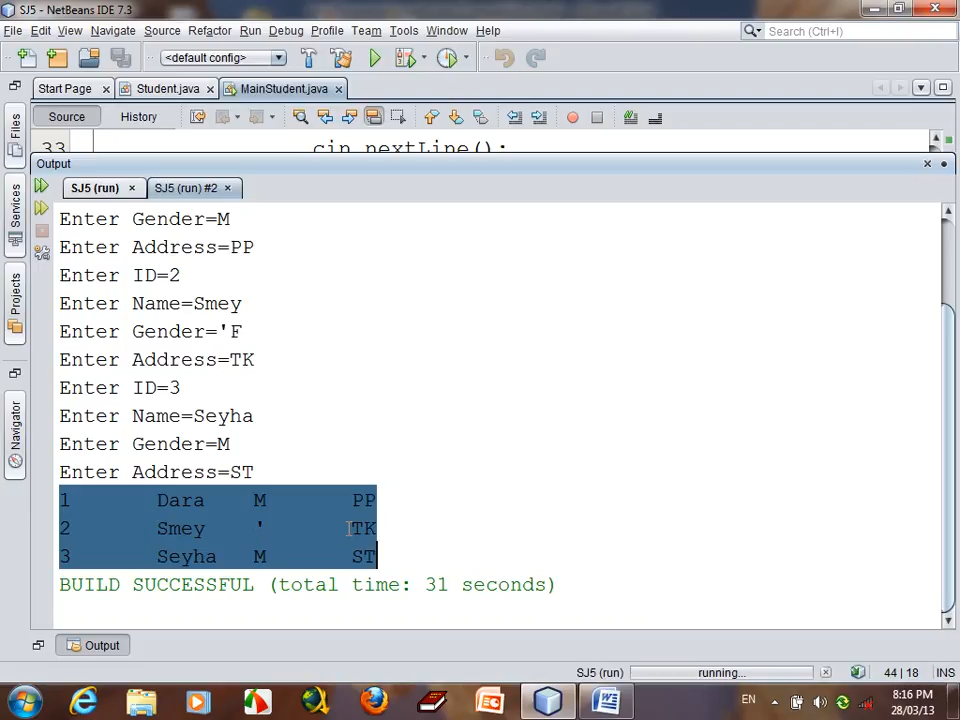 SJ5 - NetBeans IDE 7.3
File Edit View Navigate Source Refactor Run Debug Profile Team Tools Window Help
Search (Ctrl+I)
<default config>
Start Page Student.java MainStudent.java
Source History
33 cin.nextLine();
Output
SJ5 (run) SJ5 (run) #2
Files
Services
Projects
Navigator
Enter Gender=M
Enter Address=PP
Enter ID=2
Enter Name=Smey
Enter Gender='F
Enter Address=TK
Enter ID=3
Enter Name=Seyha
Enter Gender=M
Enter Address=ST
1 Dara M PP
2 Smey ' TK
3 Seyha M ST
BUILD SUCCESSFUL (total time: 31 seconds)
Output
SJ5 (run) running... 44 | 18 INS
EN 8:16 PM
28/03/13